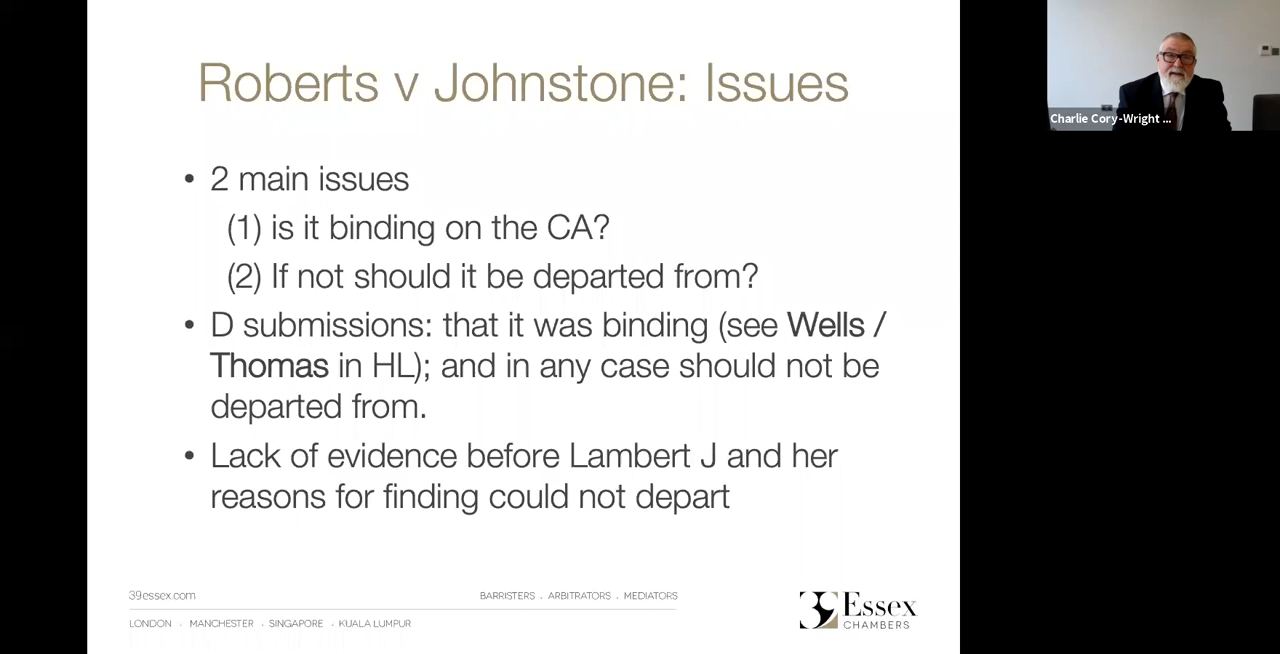 Roberts v Johnstone: Issues
• 2 main issues
(1) is it binding on the CA?
(2) If not should it be departed from?
• D submissions: that it was binding (see Wells /
Thomas in HL); and in any case should not be
departed from.
• Lack of evidence before Lambert J and her
reasons for finding could not depart
39essex.com
BARRISTERS . ARBITRATORS . MEDIATORS
LONDON . MANCHESTER . SINGAPORE . KUALA LUMPUR
39 Essex
CHAMBERS
Charlie Cory-Wright ...